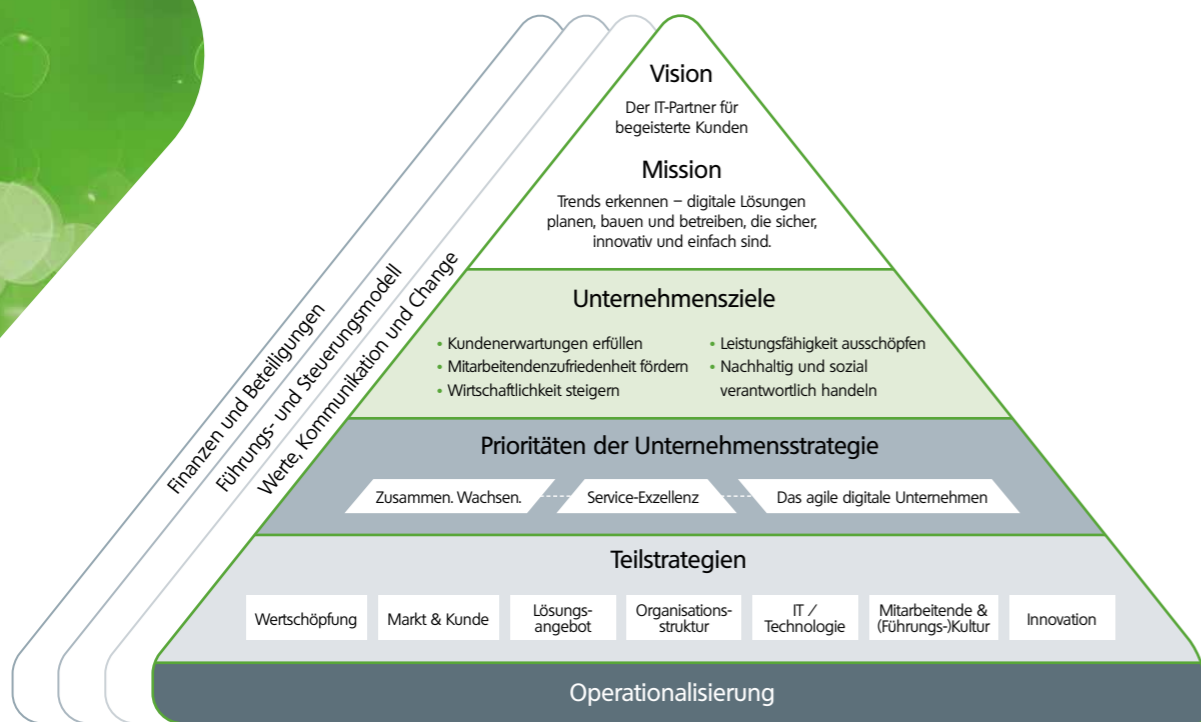 Vision
Der IT-Partner für
begeisterte Kunden
Mission
Trends erkennen – digitale Lösungen
planen, bauen und betreiben, die sicher,
innovativ und einfach sind.
Finanzen und Beteiligungen
Führungs- und Steuerungsmodell
Werte, Kommunikation und Change
Unternehmensziele
• Kundenerwartungen erfüllen
• Mitarbeitendenzufriedenheit fördern
• Wirtschaftlichkeit steigern
• Leistungsfähigkeit ausschöpfen
• Nachhaltig und sozial
verantwortlich handeln
Prioritäten der Unternehmensstrategie
Zusammen. Wachsen.
Service-Exzellenz
Das agile digitale Unternehmen
Teilstrategien
Wertschöpfung
Markt & Kunde
Lösungs-
angebot
Organisations-
struktur
IT /
Technologie
Mitarbeitende &
(Führungs-)Kultur
Innovation
Operationalisierung